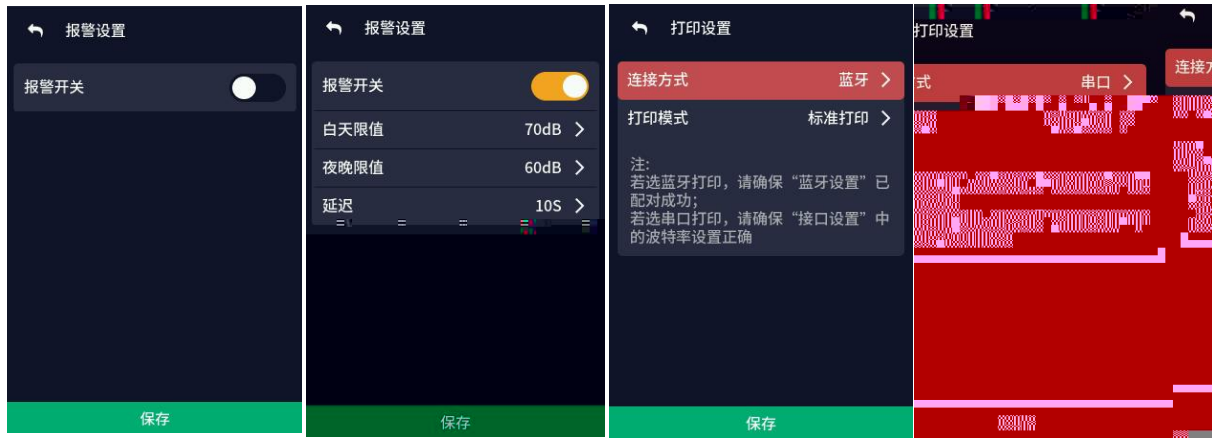 报警设置
报警开关
保存
报警设置
报警开关
白天限值 70dB
夜晚限值 60dB
延迟 10S
保存
打印设置
连接方式 蓝牙
打印模式 标准打印
注:
若选蓝牙打印，请确保“蓝牙设置”已
配对成功;
若选串口打印，请确保“接口设置”中
的波特率设置正确
保存
打印设置
式 串口
连接